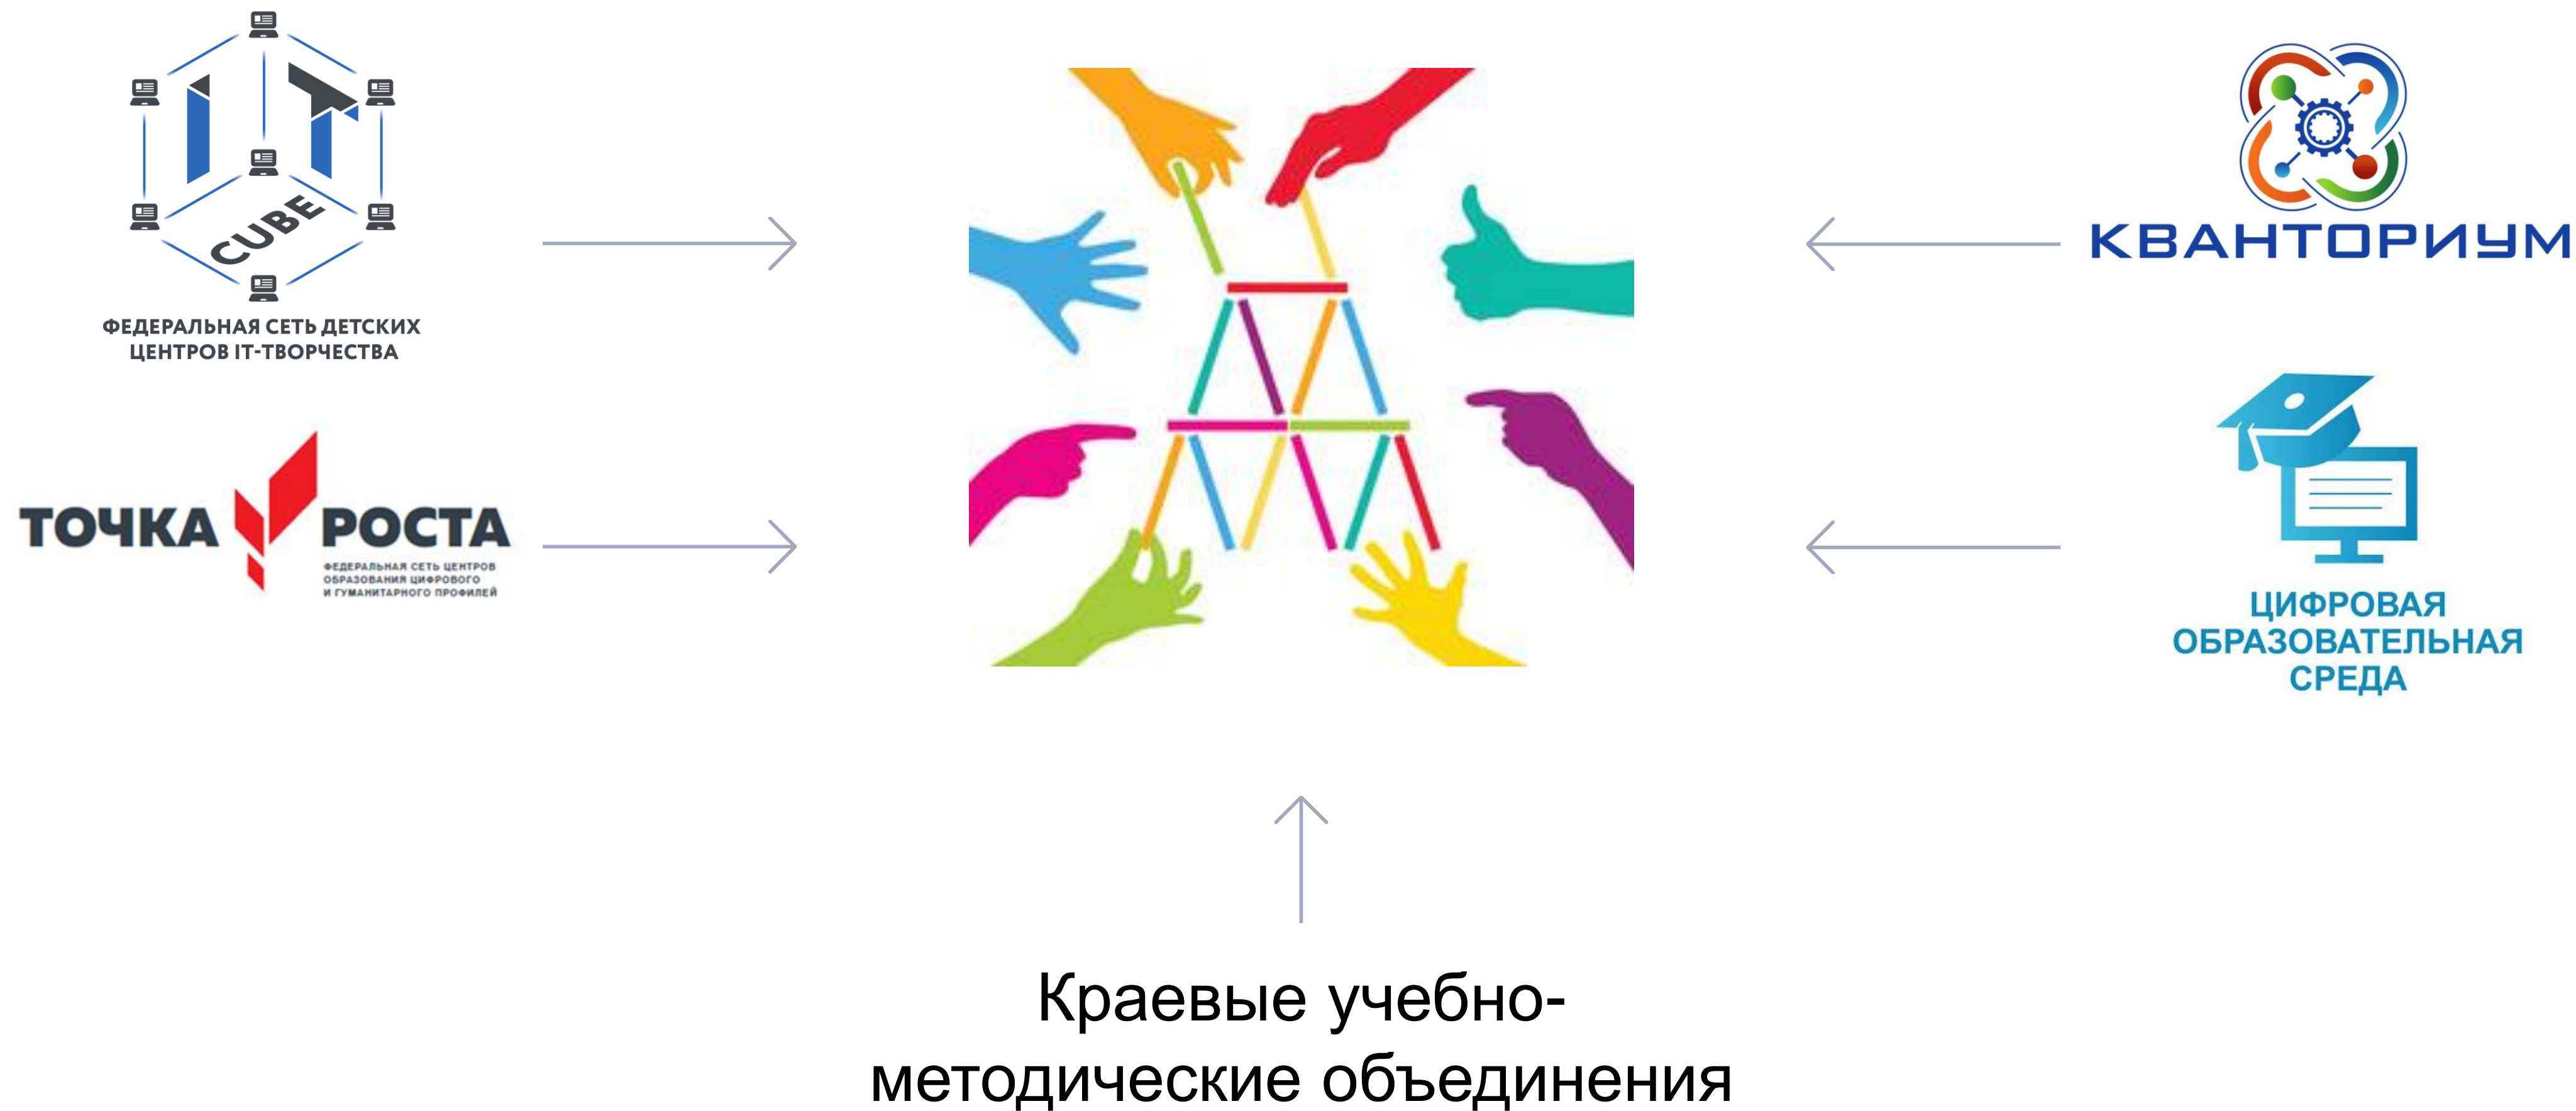 IT
CUBE
ФЕДЕРАЛЬНАЯ СЕТЬ ДЕТСКИХ
ЦЕНТРОВ IT-ТВОРЧЕСТВА
ТОЧКА РОСТА
ФЕДЕРАЛЬНАЯ СЕТЬ ЦЕНТРОВ
ОБРАЗОВАНИЯ ЦИФРОВОГО
И ГУМАНИТАРНОГО ПРОФИЛЕЙ
КВАНТОРИУМ
ЦИФРОВАЯ
ОБРАЗОВАТЕЛЬНАЯ
СРЕДА
Краевые учебно-
методические объединения